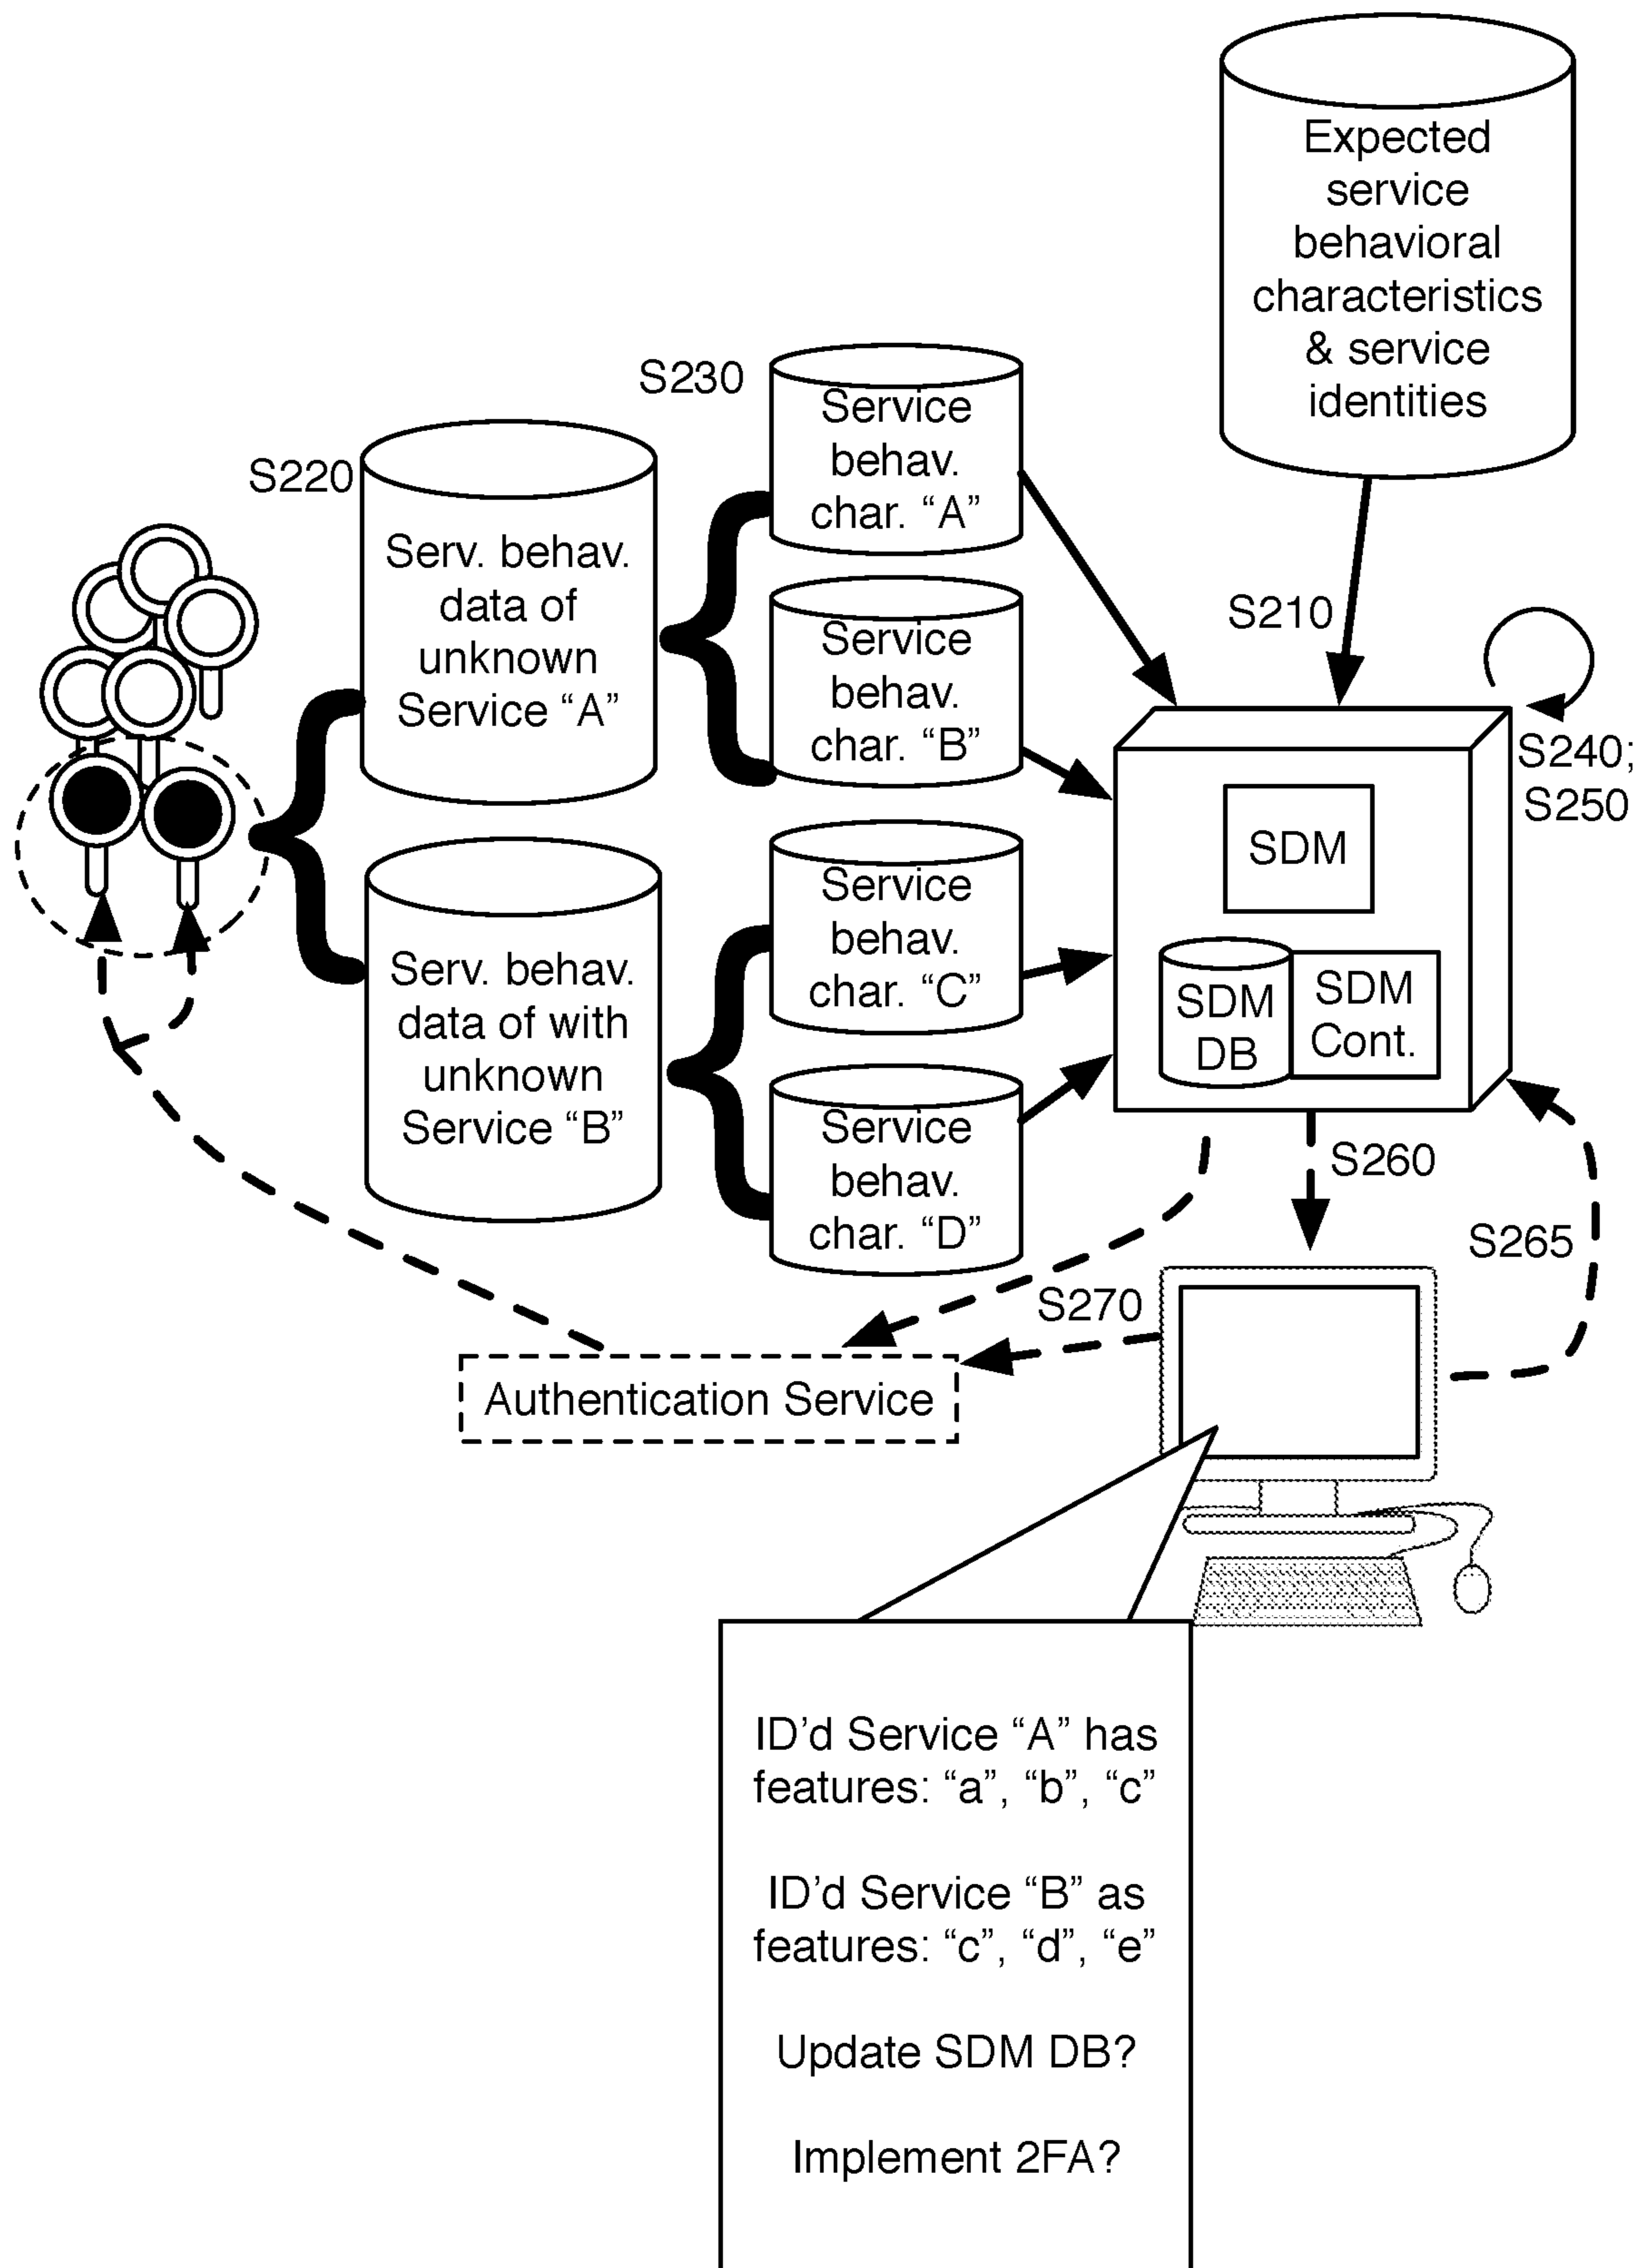 Expected
service
behavioral
characteristics
& service
identities
S230
Service
behav.
char. “A”
S220
Serv. behav.
data of
unknown
Service “A”
Service
behav.
char. “B”
S210
S240;
S250
SDM
Service
behav.
char. “C”
Serv. behav.
data of with
unknown
Service “B”
SDM
DB
SDM
Cont.
Service
behav.
char. “D”
S260
S265
S270
Authentication Service
ID’d Service “A” has
features: “a”, “b”, “c”
ID’d Service “B” as
features: “c”, “d”, “e”
Update SDM DB?
Implement 2FA?